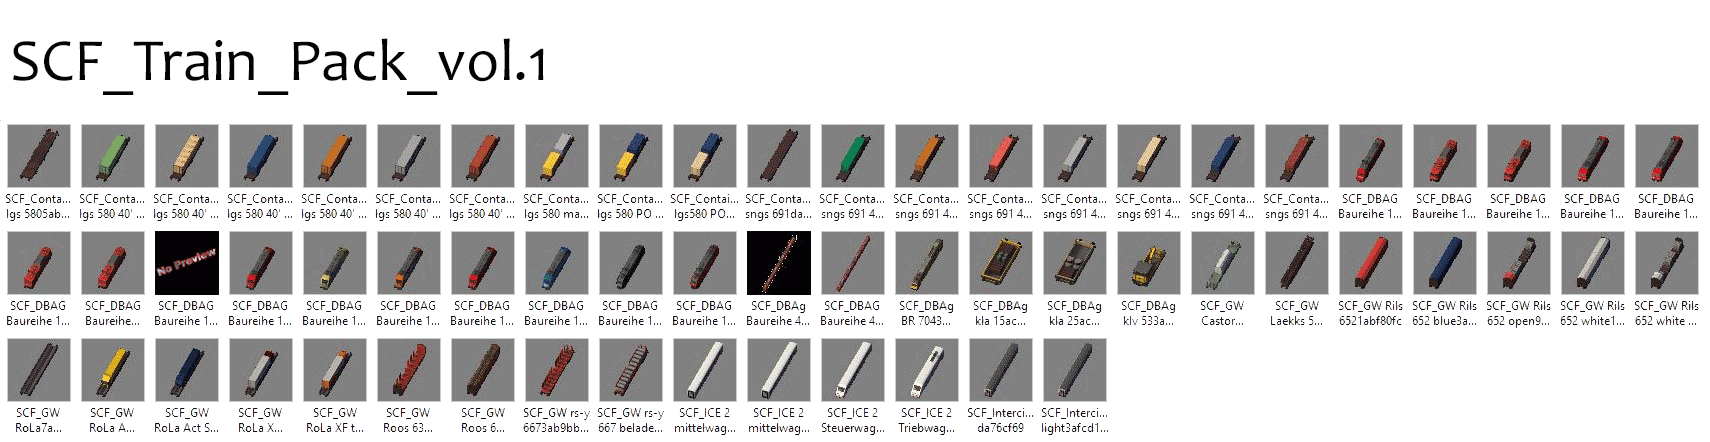 SCF_Train_Pack_vol.1
SCF_Conta... SCF_Conta... SCF_Conta... SCF_Conta... SCF_Conta... SCF_Conta... SCF_Conta... SCF_Conta... SCF_Conta... SCF_Contai... SCF_Conta... SCF_Conta... SCF_Conta... SCF_Conta... SCF_Conta... SCF_Conta... SCF_Conta... SCF_Conta... SCF_DBAG SCF_DBAG SCF_DBAG SCF_DBAG SCF_DBAG
lgs 5805ab... lgs 580 40' ... lgs 580 40' ... lgs 580 40' ... lgs 580 40' ... lgs 580 40' ... lgs 580 40' ... lgs 580 ma... lgs 580 PO ... lgs580 PO... sngs 691da... sngs 691 4... sngs 691 4... sngs 691 4... sngs 691 4... sngs 691 4... sngs 691 4... sngs 691 4... Baureihe 1... Baureihe 1... Baureihe 1... Baureihe 1... Baureihe 1...
No Preview
SCF_DBAG SCF_DBAG SCF_DBAG SCF_DBAG SCF_DBAG SCF_DBAG SCF_DBAG SCF_DBAG SCF_DBAG SCF_DBAG SCF_DBAg SCF_DBAG SCF_DBAg SCF_DBAg SCF_DBAg SCF_DBAg SCF_GW SCF_GW SCF_GW Rils SCF_GW Rils SCF_GW Rils SCF_GW Rils SCF_GW Rils
Baureihe 1... Baureihe... Baureihe 1... Baureihe 1... Baureihe 1... Baureihe 1... Baureihe 1... Baureihe 1... Baureihe 1... Baureihe 1... Baureihe 4... Baureihe 4... BR 7043... kla 15ac... kla 25ac... klv 533a... Castor... Laekks 5... 6521abf80fc 652 blue3a... 652 open9... 652 white1... 652 white ...
SCF_GW SCF_GW SCF_GW SCF_GW SCF_GW SCF_GW SCF_GW SCF_GW rs-y SCF_GW rs-y SCF_ICE 2 SCF_ICE 2 SCF_ICE 2 SCF_ICE 2 SCF_Interci... SCF_Interci...
RoLa7a... RoLa A... RoLa Act S... RoLa X... RoLa XF t... Roos 63... Roos 6... 6673ab9bb... 667 belade... mittelwag... mittelwag... Steuerwag... Triebwag... da76cf69 light3afcd1...